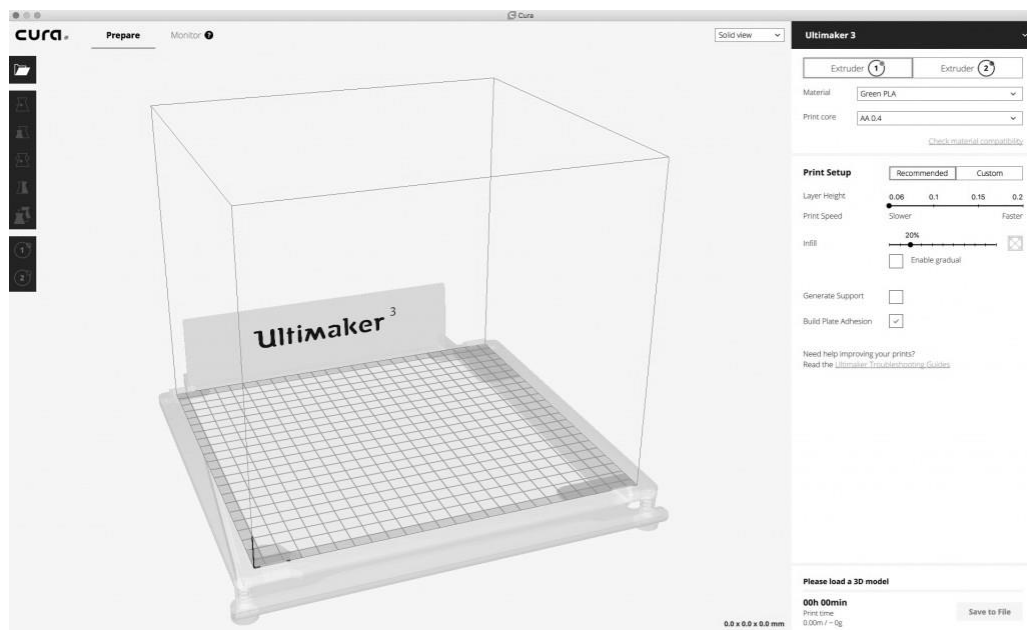 Cura
cura.
Prepare
Monitor ?
Solid view
Ultimaker 3
Extruder 1
Extruder 2
Material
Green PLA
Print core
AA 0.4
Check material compatibility
Print Setup
Recommended
Custom
Layer Height
0.06 0.1 0.15 0.2
Print Speed
Slower Faster
20%
Infill
Enable gradual
Generate Support
Build Plate Adhesion
Need help improving your prints?
Read the Ultimaker Troubleshooting Guides
1
2
Ultimaker 3
Please load a 3D model
00h 00min
Print time
0.00m / ~ 0g
Save to File
0.0 x 0.0 x 0.0 mm